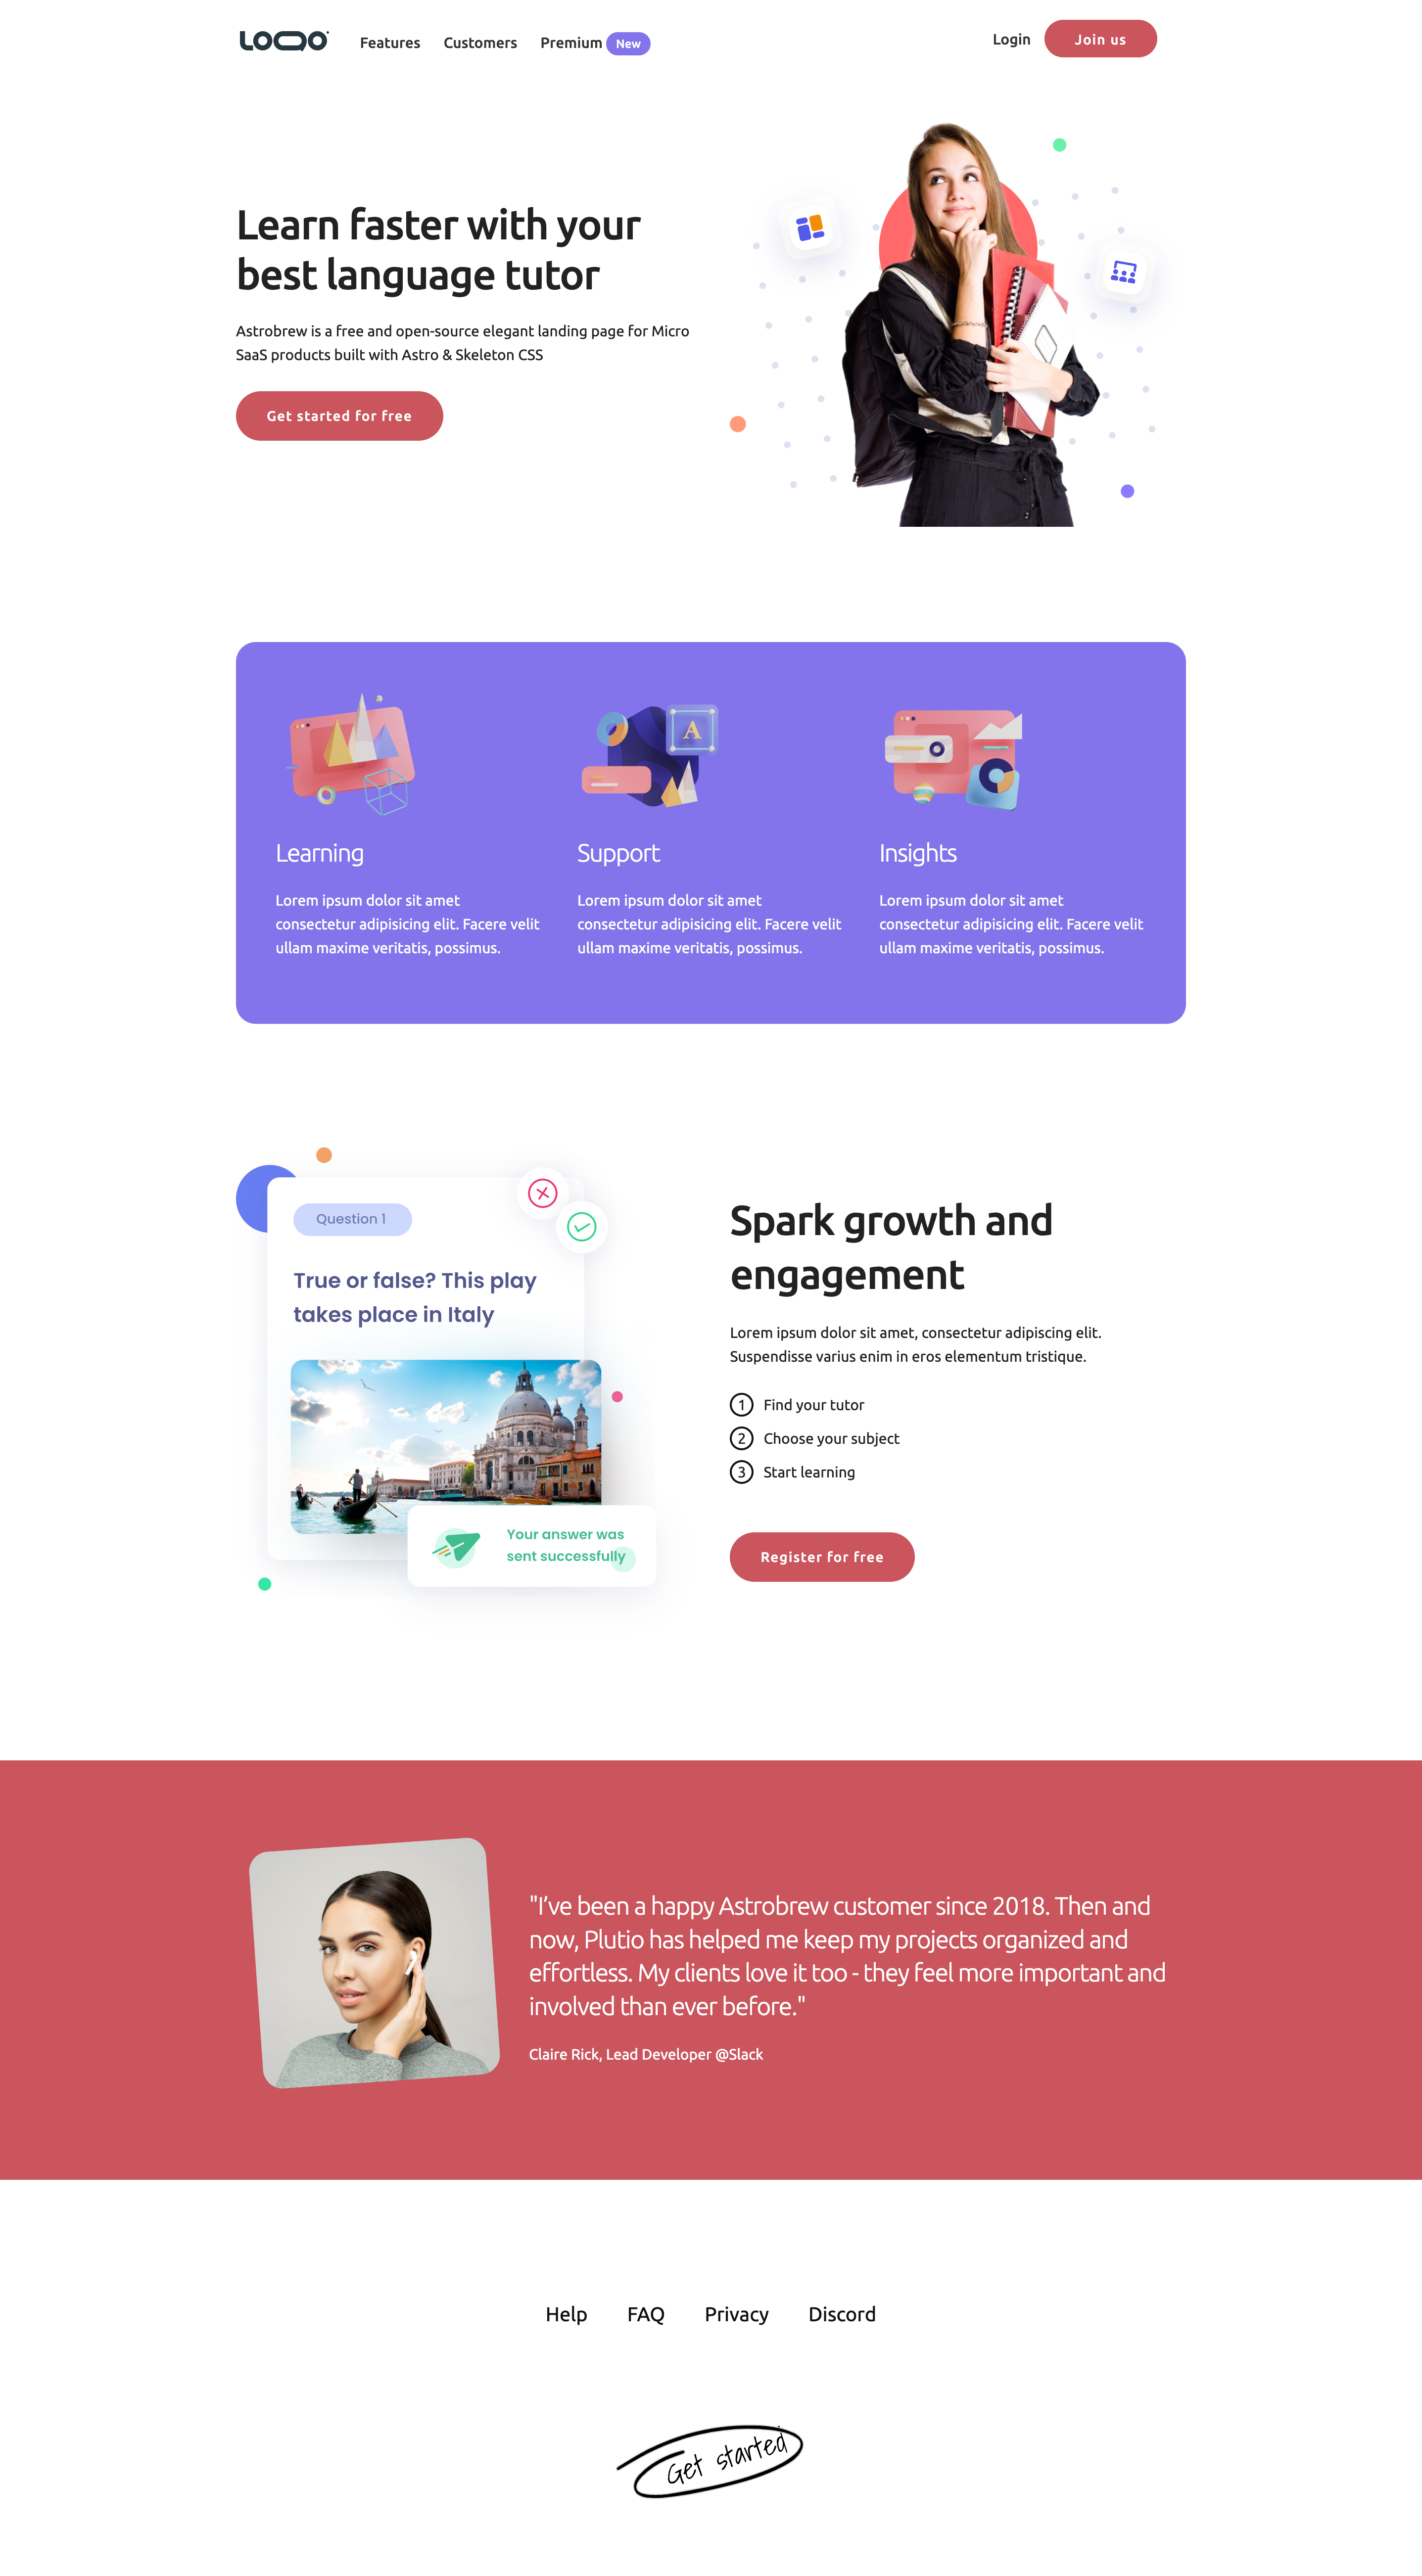 LOQO
Features Customers Premium New
Login Join us
Learn faster with your
best language tutor
Astrobrew is a free and open-source elegant landing page for Micro
SaaS products built with Astro & Skeleton CSS
Get started for free
A
Learning
Lorem ipsum dolor sit amet
consectetur adipisicing elit. Facere velit
ullam maxime veritatis, possimus.
Support
Lorem ipsum dolor sit amet
consectetur adipisicing elit. Facere velit
ullam maxime veritatis, possimus.
Insights
Lorem ipsum dolor sit amet
consectetur adipisicing elit. Facere velit
ullam maxime veritatis, possimus.
Question 1
True or false? This play
takes place in Italy
Your answer was
sent successfully
Spark growth and
engagement
Lorem ipsum dolor sit amet, consectetur adipiscing elit.
Suspendisse varius enim in eros elementum tristique.
1 Find your tutor
2 Choose your subject
3 Start learning
Register for free
"I’ve been a happy Astrobrew customer since 2018. Then and
now, Plutio has helped me keep my projects organized and
effortless. My clients love it too - they feel more important and
involved than ever before."
Claire Rick, Lead Developer @Slack
Help FAQ Privacy Discord
Get started